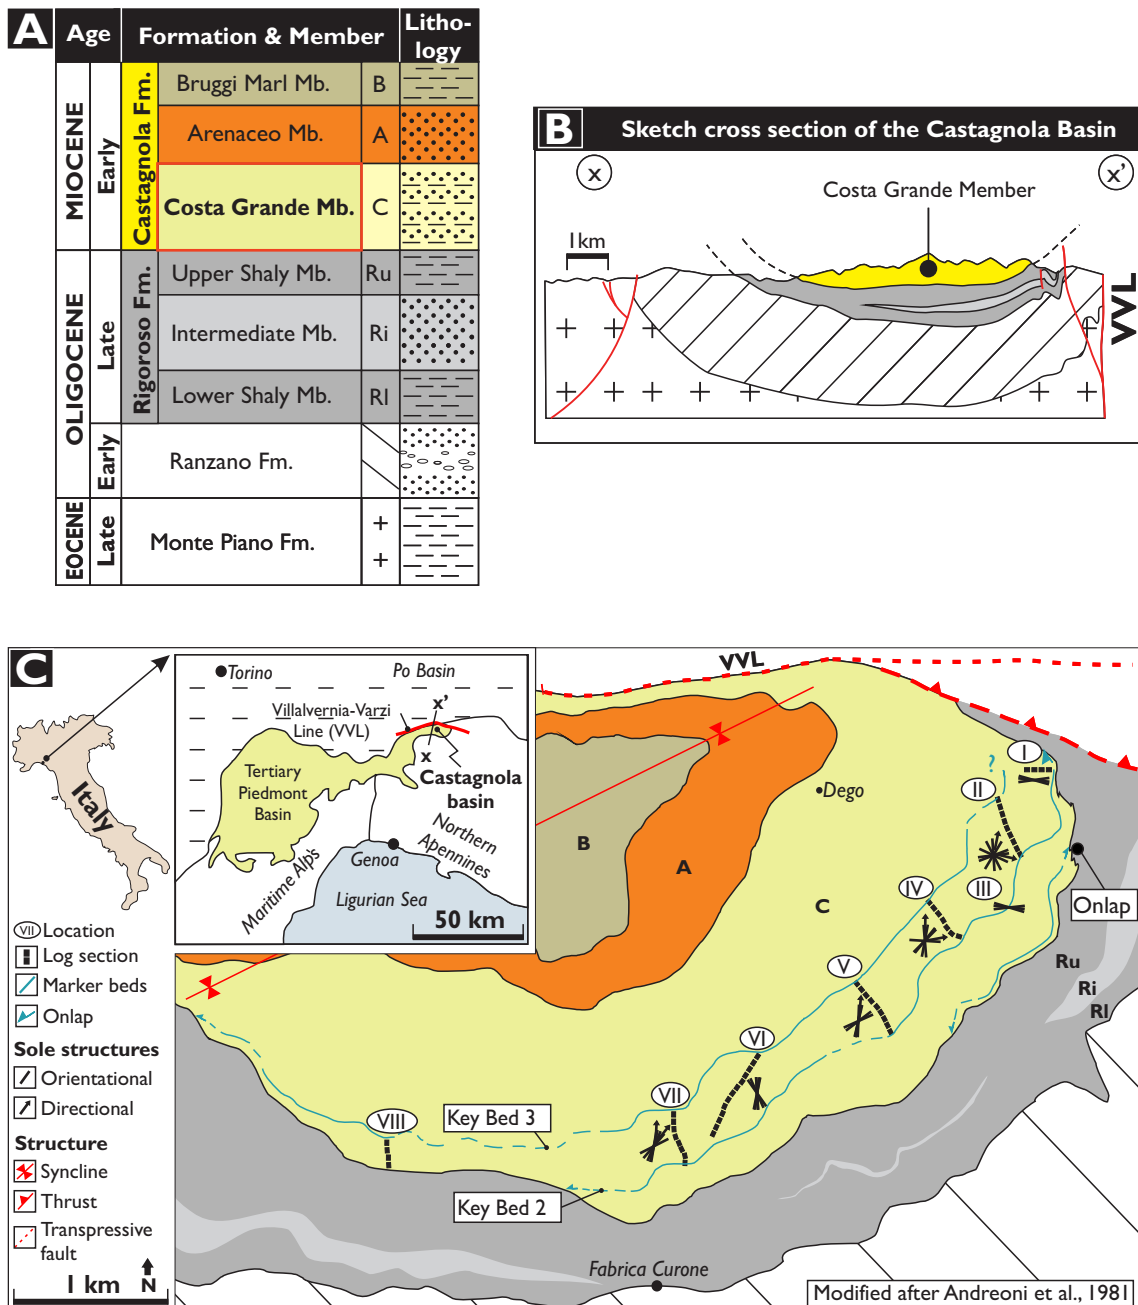 A
Age
Formation & Member
Litho-
logy
MIOCENE
Early
Castagnola Fm.
Bruggi Marl Mb.
B
Arenaceo Mb.
A
Costa Grande Mb.
C
OLIGOCENE
Late
Rigoroso Fm.
Upper Shaly Mb.
Ru
Intermediate Mb.
Ri
Lower Shaly Mb.
Rl
Early
Ranzano Fm.
EOCENE
Late
Monte Piano Fm.
B
Sketch cross section of the Castagnola Basin
x
x'
Costa Grande Member
1km
VVL
C
Italy
Torino
Po Basin
Villalvernia-Varzi
Line (VVL)
x'
x
Castagnola
basin
Tertiary
Piedmont
Basin
Maritime Alps
Genoa
Northern
Apennines
Ligurian Sea
50 km
VVL
I
?
II
Dego
B
A
III
IV
Onlap
C
V
Ru
Ri
Rl
VI
VII
VIII
Key Bed 3
Key Bed 2
Fabrica Curone
VII Location
Log section
Marker beds
Onlap
Sole structures
Orientational
Directional
Structure
Syncline
Thrust
Transpressive
fault
1 km
N
Modified after Andreoni et al., 1981